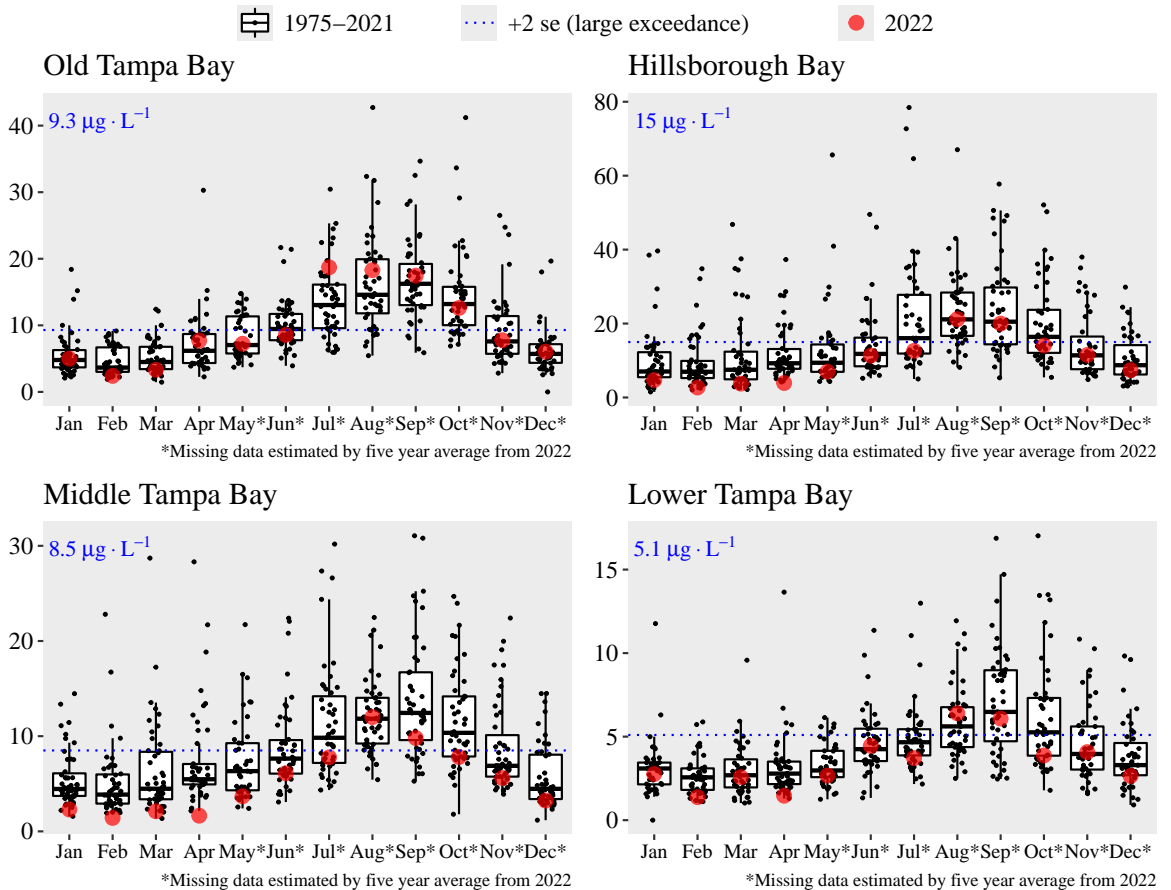 1975–2021 +2 se (large exceedance) 2022
Old Tampa Bay
9.3 µg · L⁻¹
40
30
20
10
0
Jan Feb Mar Apr May* Jun* Jul* Aug* Sep* Oct* Nov* Dec*
*Missing data estimated by five year average from 2022
Hillsborough Bay
15 µg · L⁻¹
80
60
40
20
0
Jan Feb Mar Apr May* Jun* Jul* Aug* Sep* Oct* Nov* Dec*
*Missing data estimated by five year average from 2022
Middle Tampa Bay
8.5 µg · L⁻¹
30
20
10
0
Jan Feb Mar Apr May* Jun* Jul* Aug* Sep* Oct* Nov* Dec*
*Missing data estimated by five year average from 2022
Lower Tampa Bay
5.1 µg · L⁻¹
15
10
5
0
Jan Feb Mar Apr May* Jun* Jul* Aug* Sep* Oct* Nov* Dec*
*Missing data estimated by five year average from 2022